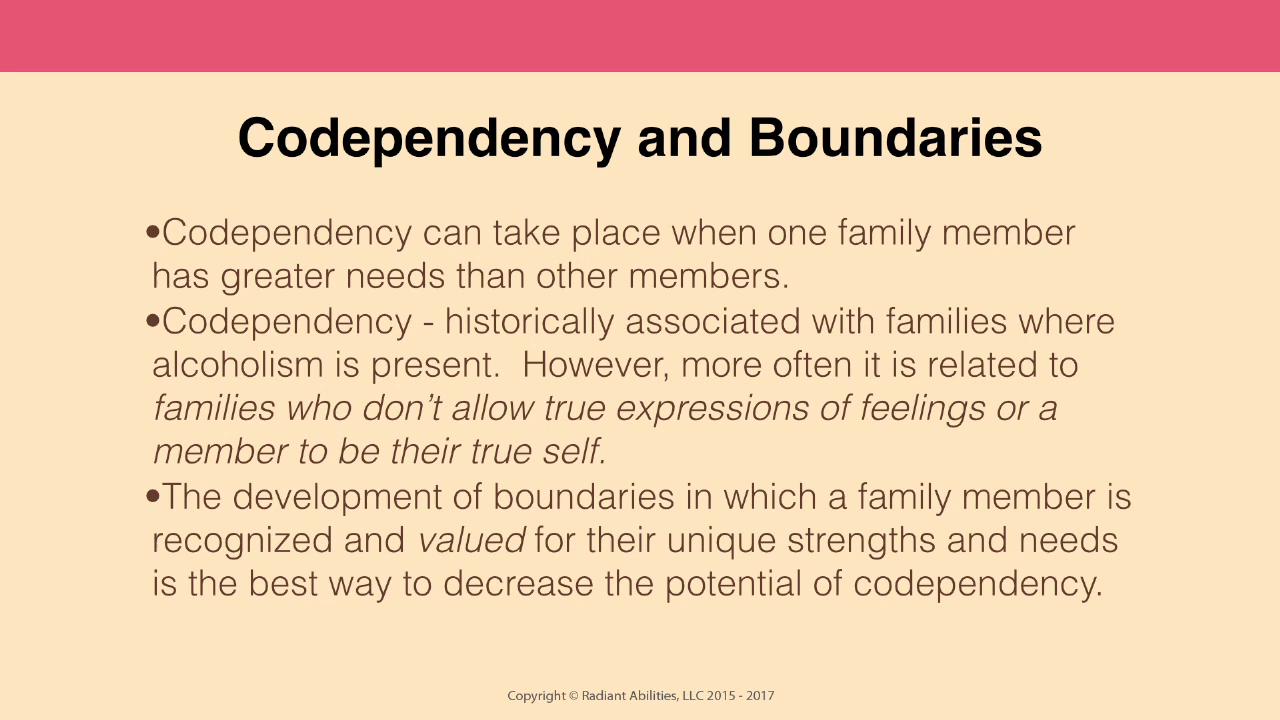 Codependency and Boundaries
•Codependency can take place when one family member
has greater needs than other members.
•Codependency - historically associated with families where
alcoholism is present.  However, more often it is related to
families who don’t allow true expressions of feelings or a
member to be their true self.
•The development of boundaries in which a family member is
recognized and valued for their unique strengths and needs
is the best way to decrease the potential of codependency.
Copyright © Radiant Abilities, LLC 2015 - 2017